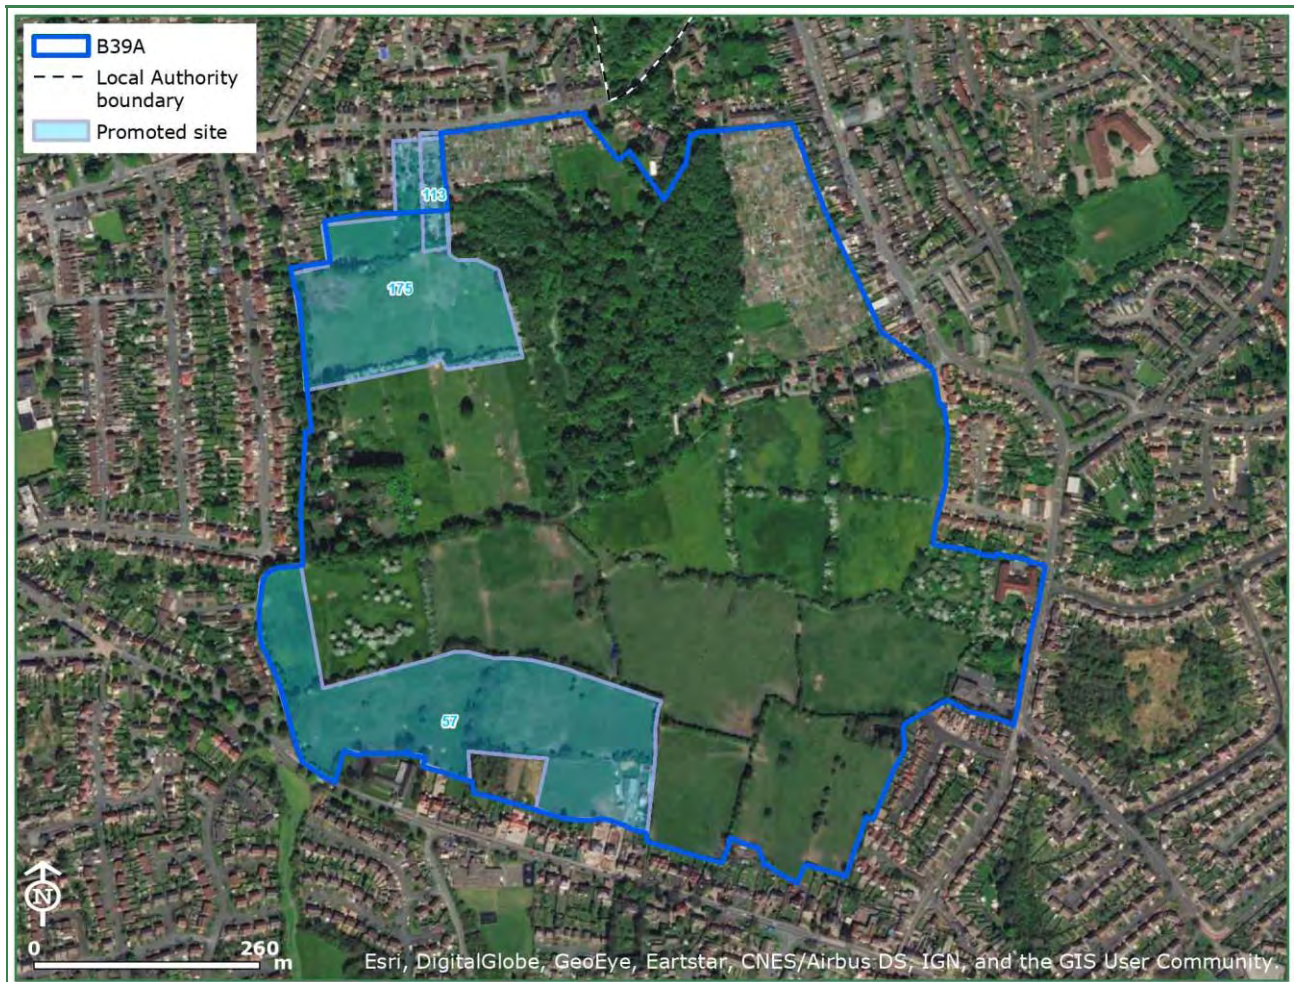 B39A
Local Authority
boundary
Promoted site
113
175
57
N
0 260
m
Esri, DigitalGlobe, GeoEye, Eartstar, CNES/Airbus DS, IGN, and the GIS User Community.